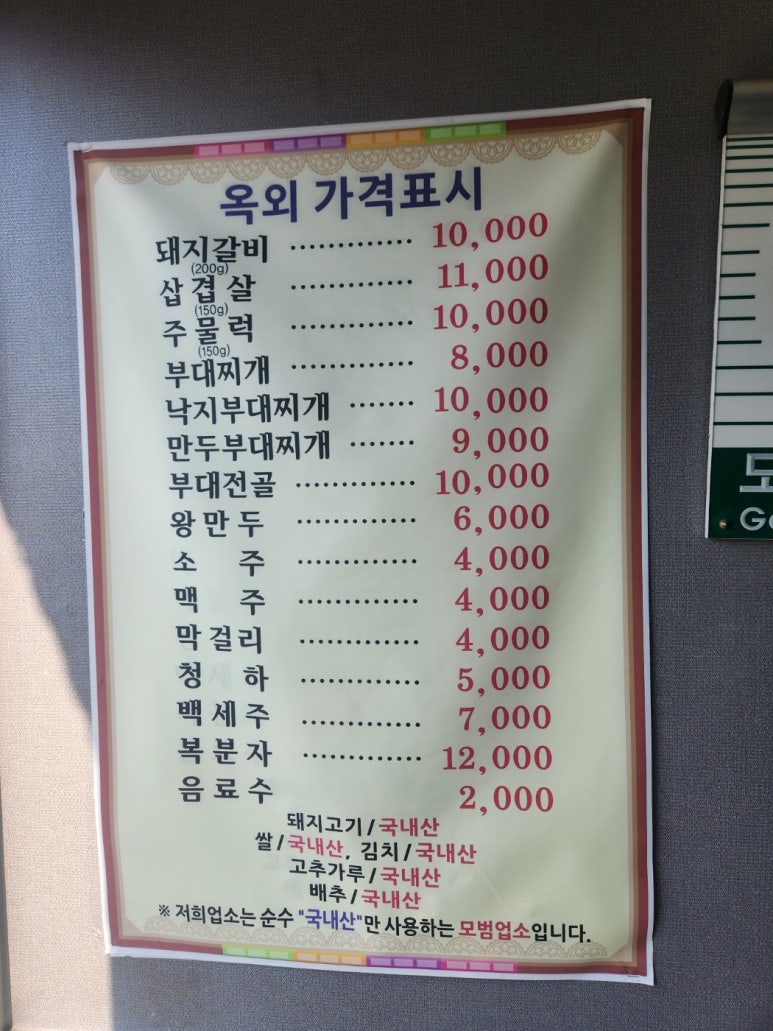 옥외 가격표시
돼지갈비 ············· 10,000
(200g)
삼겹살 ············· 11,000
(150g)
주물럭 ············· 10,000
(150g)
부대찌개 ············· 8,000
낙지부대찌개 ······· 10,000
만두부대찌개 ······· 9,000
부대전골 ············· 10,000
왕만두 ············· 6,000
소 주 ············· 4,000
맥 주 ············· 4,000
막걸리 ············· 4,000
청 하 ············· 5,000
백세주 ············· 7,000
복분자 ············· 12,000
음료수 2,000
돼지고기/국내산
쌀/국내산, 김치/국내산
고추가루/국내산
배추/국내산
※ 저희업소는 순수 "국내산"만 사용하는 모범업소입니다.